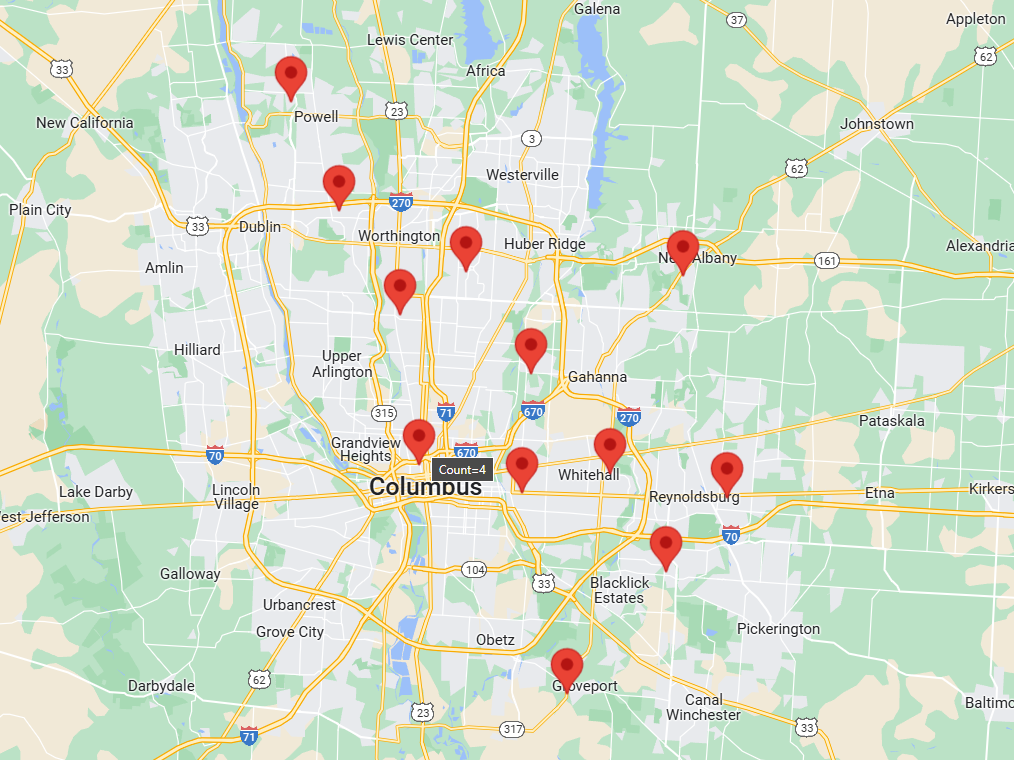 Galena
37
Appleton
Lewis Center
33
Africa
62
23
New California
Powell
3
Johnstown
62
Westerville
Plain City
270
33
Dublin
Worthington
Huber Ridge
Alexandria
Albany
161
Amlin
Hilliard
Upper
Arlington
Gahanna
315
71
670
270
Pataskala
Grandview
Heights
670
70
Count=4
Whitehall
Columbus
Lake Darby
Lincoln
Village
Reynoldsburg
Etna
Kirkers
est Jefferson
70
Galloway
104
33
Blacklick
Estates
Urbancrest
Grove City
Obetz
Pickerington
62
Darbydale
Groveport
Canal
Winchester
Baltimo
23
317
33
71